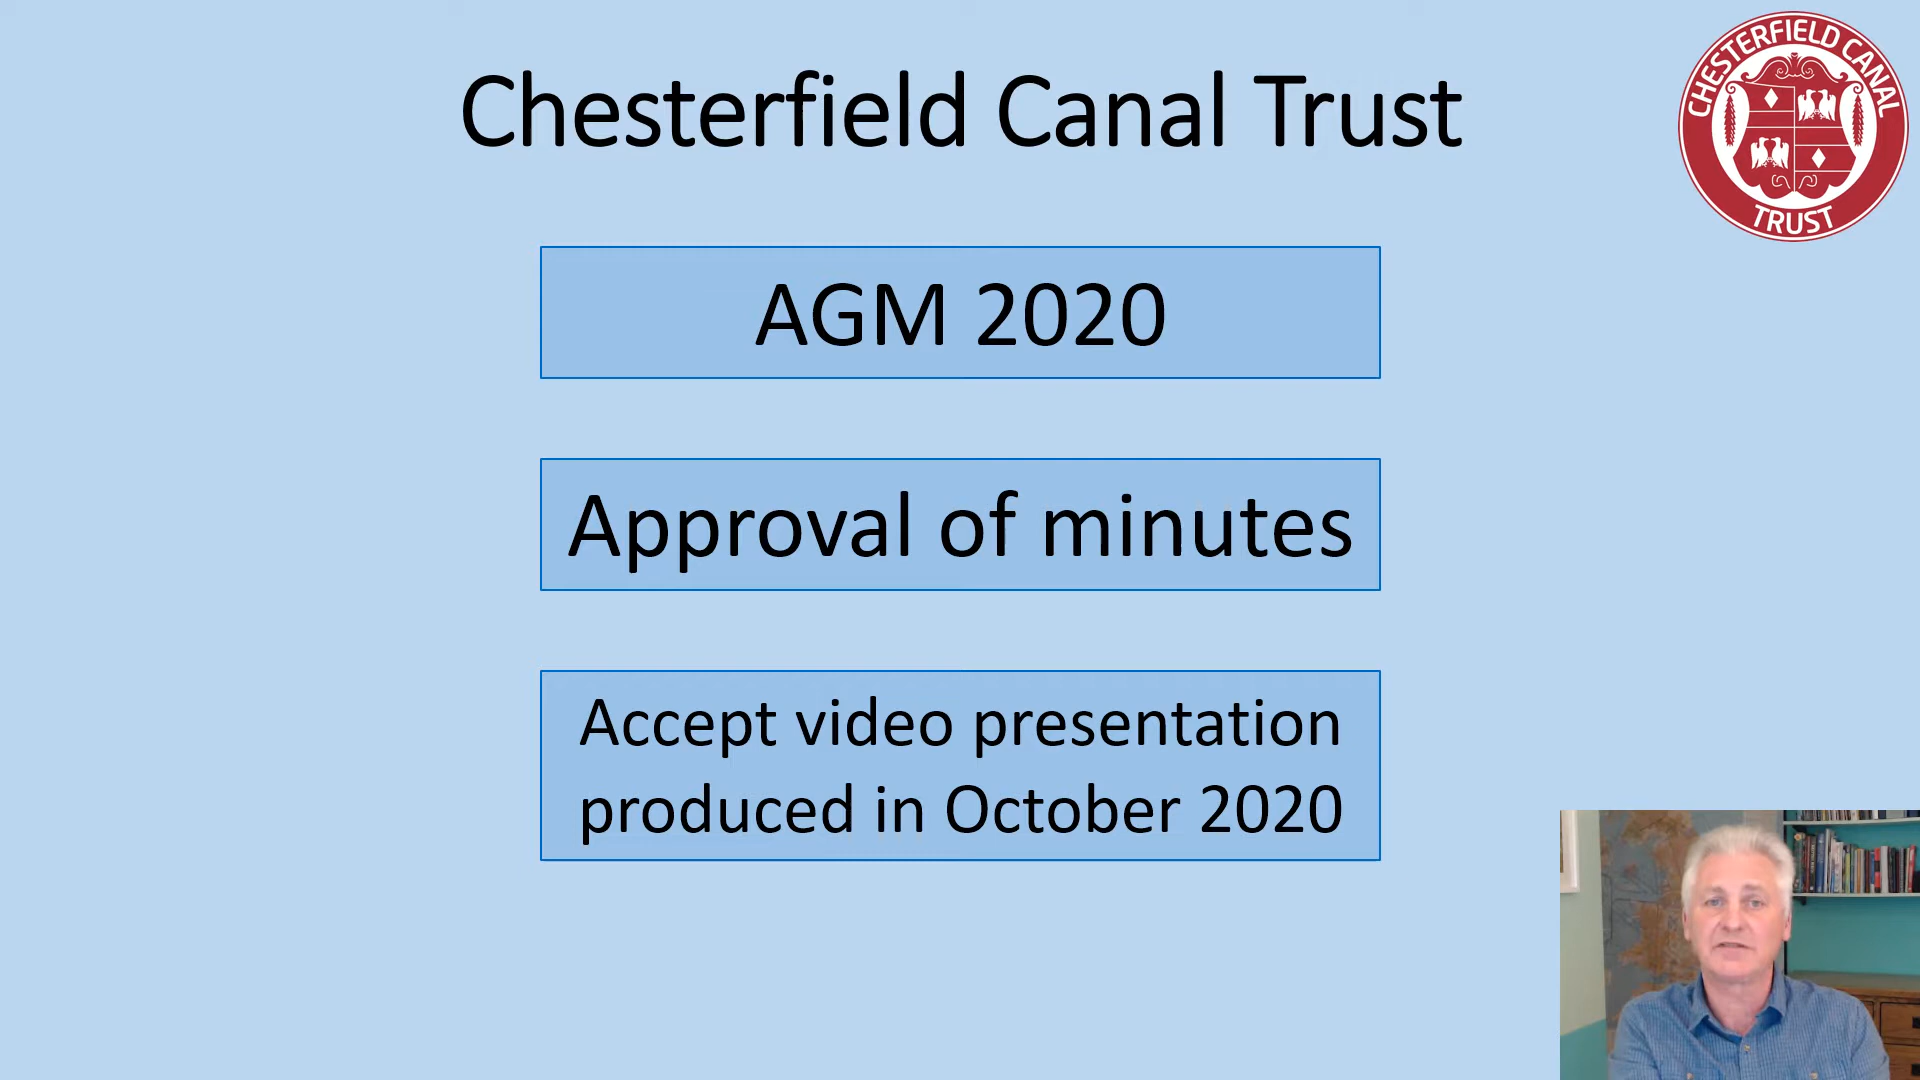 Chesterfield Canal Trust
CHESTERFIELD CANAL
TRUST
AGM 2020
Approval of minutes
Accept video presentation
produced in October 2020